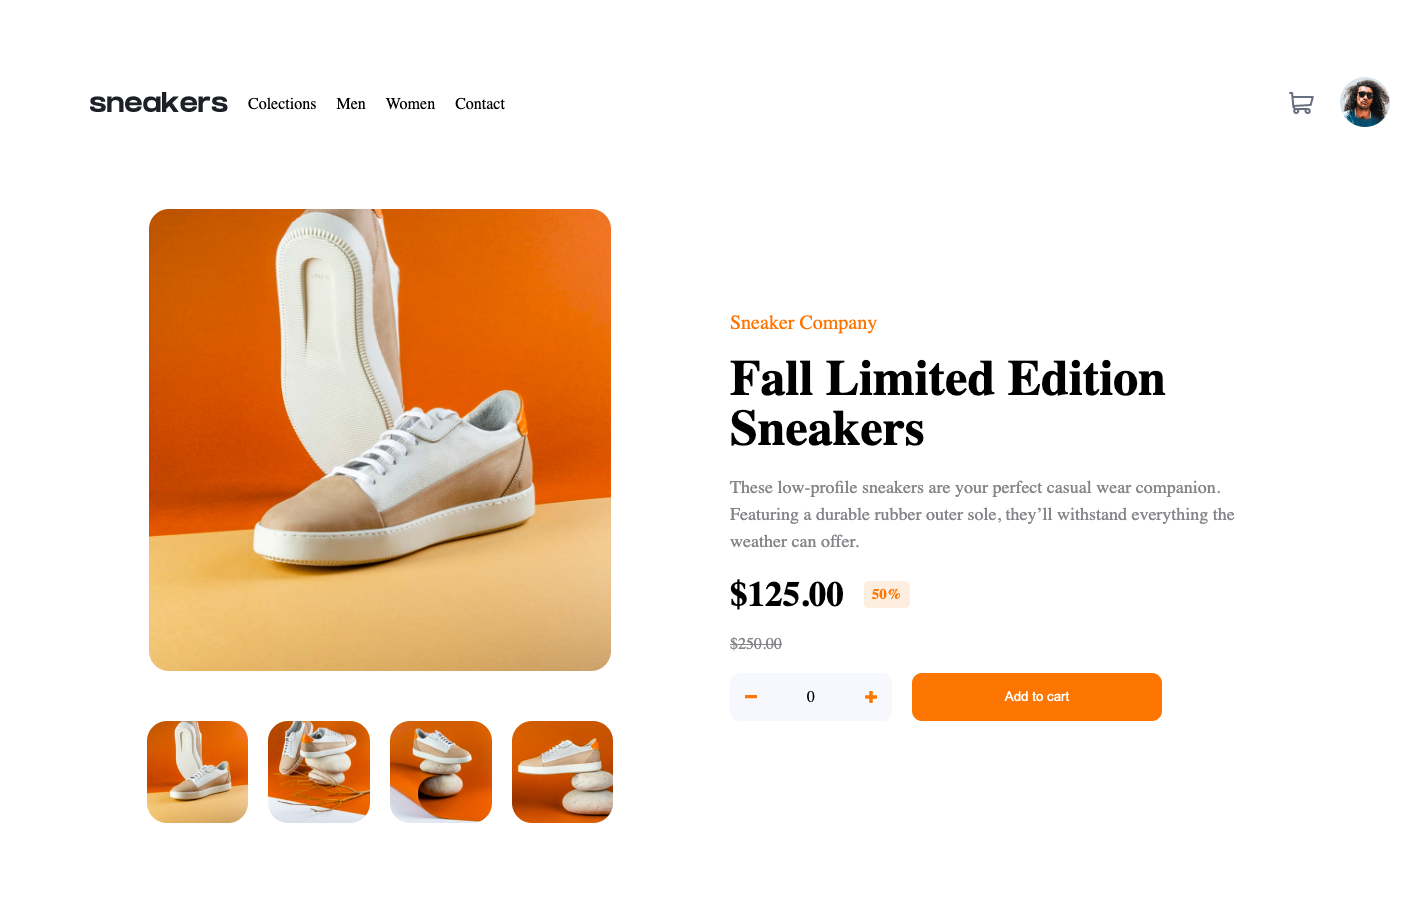 sneakers Colections Men Women Contact
Sneaker Company
Fall Limited Edition
Sneakers
These low-profile sneakers are your perfect casual wear companion.
Featuring a durable rubber outer sole, they’ll withstand everything the
weather can offer.
$125.00 50%
$250.00
0 Add to cart